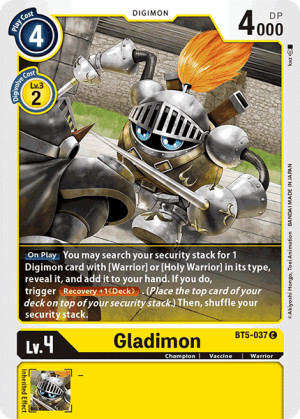 DIGIMON
Play Cost
4
DP
4000
Digivolve Cost
Lv.3
2
On Play You may search your security stack for 1
Digimon card with [Warrior] or [Holy Warrior] in its type,
reveal it, and add it to your hand. If you do,
trigger Recovery +1《Deck》. (Place the top card of your
deck on top of your security stack.) Then, shuffle your
security stack.
©Akiyoshi Hongo, Toei Animation BANDAI MADE IN JAPAN
BT5-037 C
Lv.4
Gladimon
Champion | Vaccine | Warrior
Inherited Effect
-